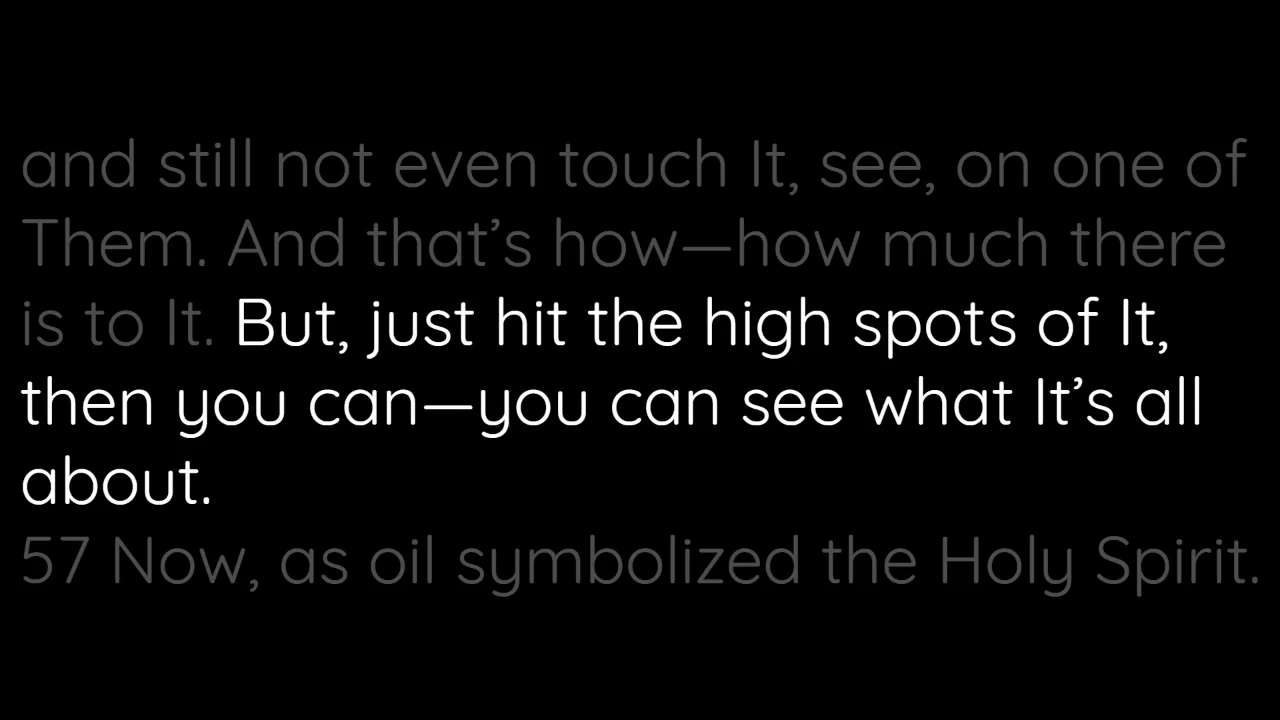 and still not even touch It, see, on one of
Them. And that’s how—how much there
is to It. But, just hit the high spots of It,
then you can—you can see what It’s all
about.
57 Now, as oil symbolized the Holy Spirit.